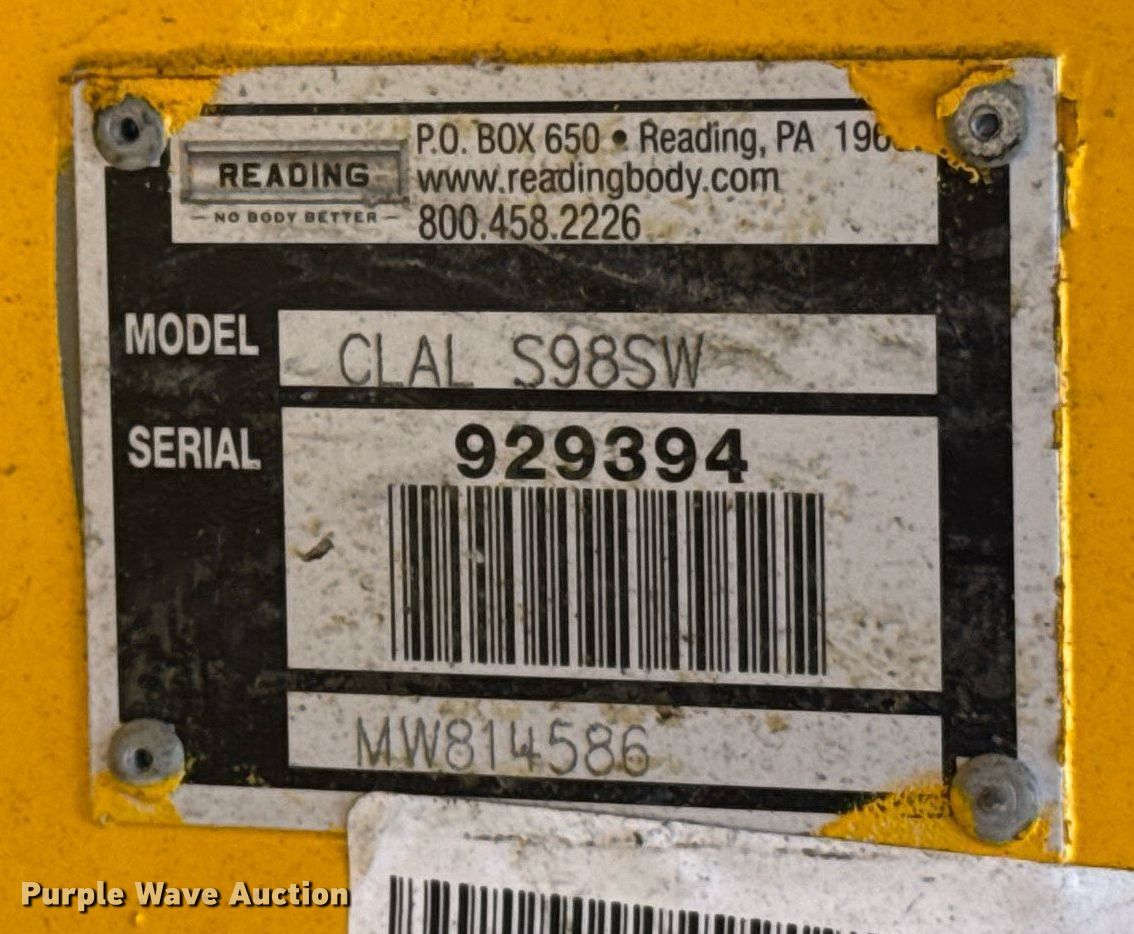 READING
— NO BODY BETTER —
P.O. BOX 650 • Reading, PA
www.readingbody.com
800.458.2226
MODEL CLAL S98SW
SERIAL 929394
MW814586
Purple Wave Auction